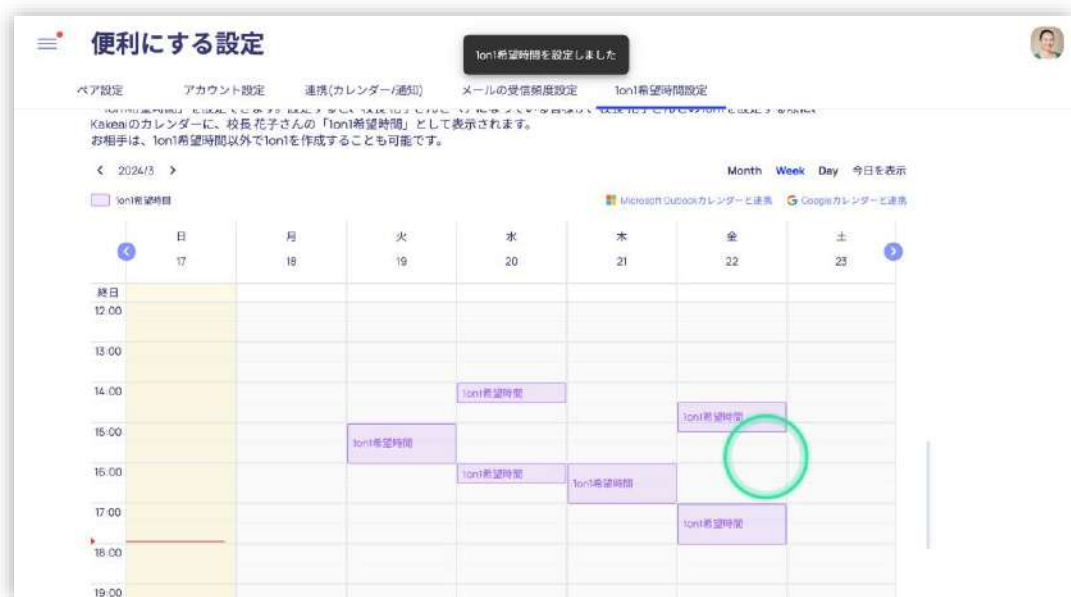 便利にする設定
1on1希望時間を設定しました
ペア設定 アカウント設定 連携(カレンダー/通知) メールの受信頻度設定 1on1希望時間設定
Kakeaiのカレンダーに、校長 花子さんの「1on1希望時間」として表示されます。
お相手は、1on1希望時間以外で1on1を作成することも可能です。
2024/3 Month Week Day 今日を表示
1on1希望時間 Microsoft Outlookカレンダーと連携 Googleカレンダーと連携
日 月 火 水 木 金 土
17 18 19 20 21 22 23
終日
12:00
13:00
14:00 1on1希望時間
1on1希望時間
15:00
1on1希望時間
16:00 1on1希望時間
1on1希望時間
17:00
1on1希望時間
18:00
19:00